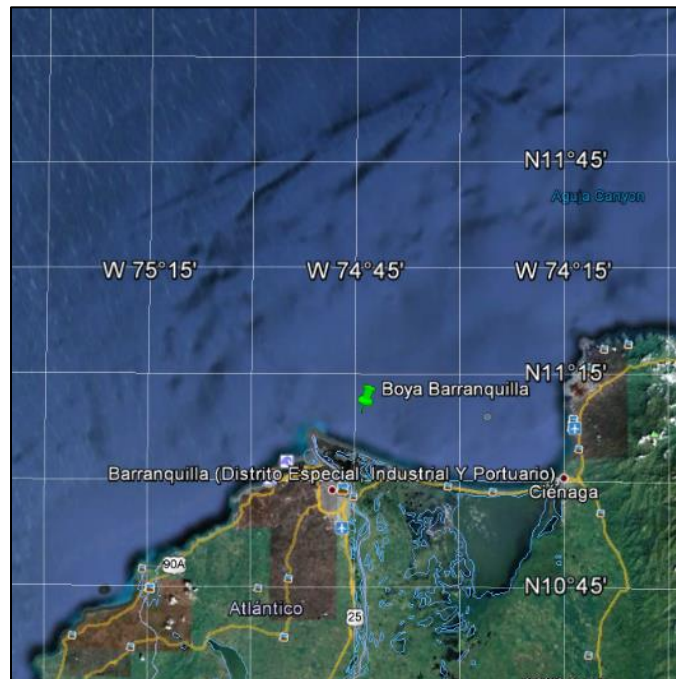 N11°45'
Aguja Canyon
W 75°15' W 74°45' W 74°15'
N11°15'
Boya Barranquilla
Barranquilla (Distrito Especial, Industrial Y Portuario)
Ciénaga
90A
N10°45'
Atlántico
25